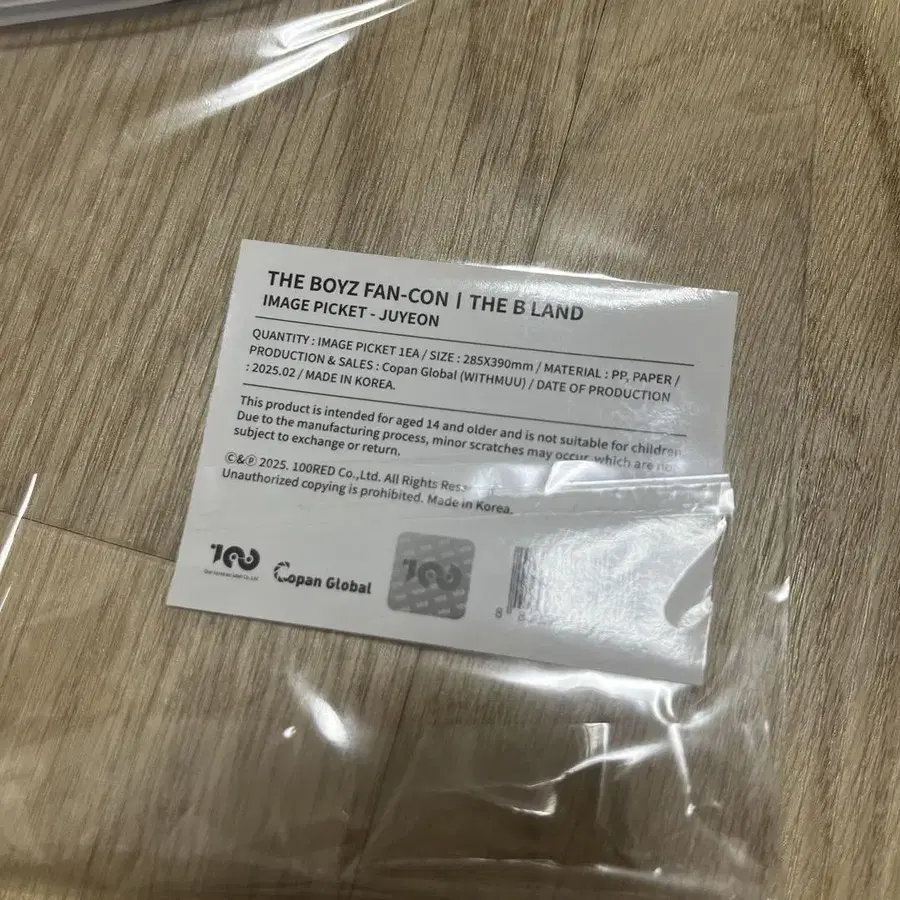 THE BOYZ FAN-CON | THE B LAND
IMAGE PICKET - JUYEON
QUANTITY : IMAGE PICKET 1EA / SIZE : 285X390mm / MATERIAL : PP, PAPER /
PRODUCTION & SALES : Copan Global (WITHMUU) / DATE OF PRODUCTION
: 2025.02 / MADE IN KOREA.
This product is intended for aged 14 and older and is not suitable for children.
Due to the manufacturing process, minor scratches may occur, which are not
subject to exchange or return.
©&℗ 2025. 100RED Co.,Ltd. All Rights
Unauthorized copying is prohibited. Made in Korea.
100
Copan Global
100
8